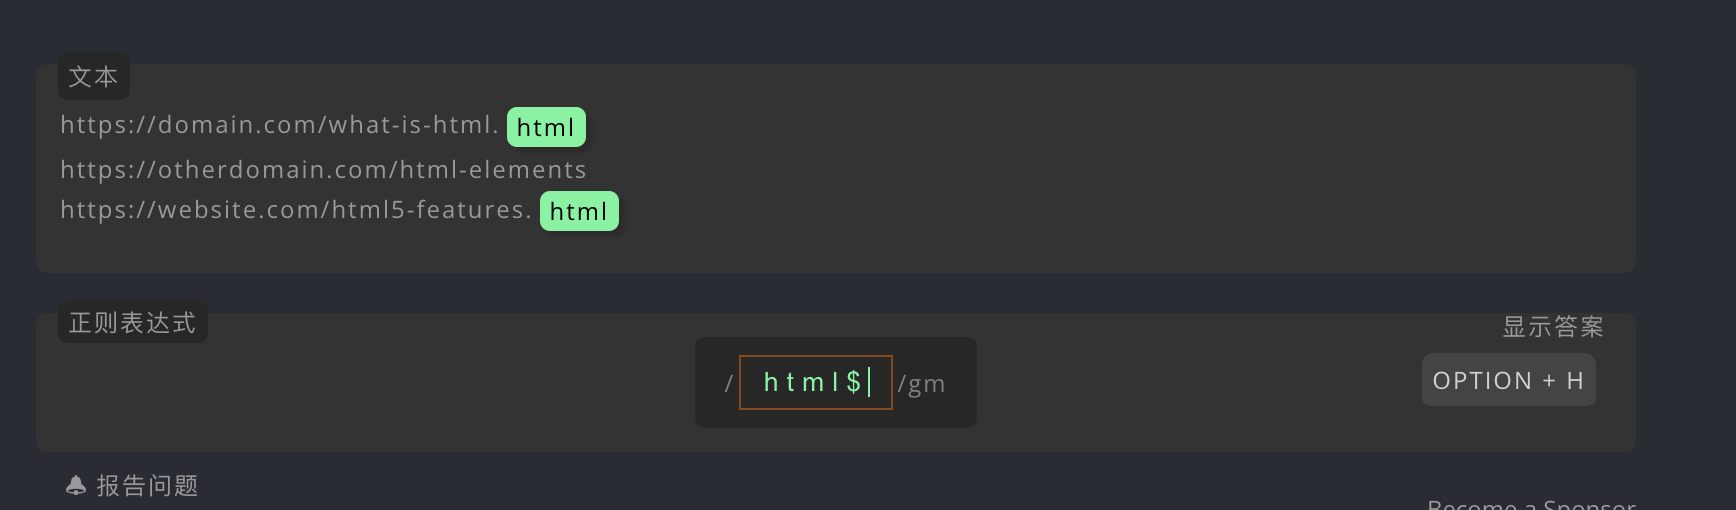 文本
https://domain.com/what-is-html.html
https://otherdomain.com/html-elements
https://website.com/html5-features.html
正则表达式
显示答案
/html$/gm
OPTION + H
报告问题
Become a Sponsor